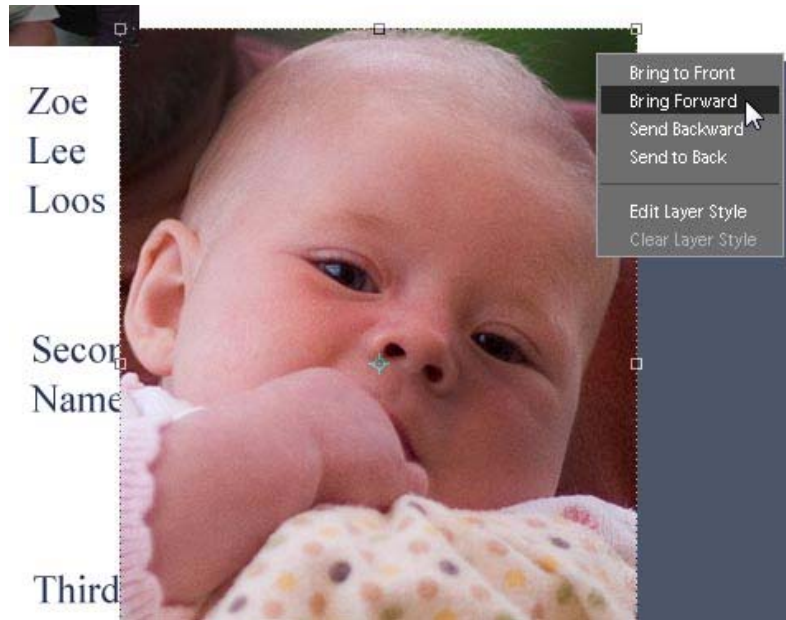 Zoe
Lee
Loos
Secon
Name
Third
Bring to Front
Bring Forward
Send Backward
Send to Back
Edit Layer Style
Clear Layer Style